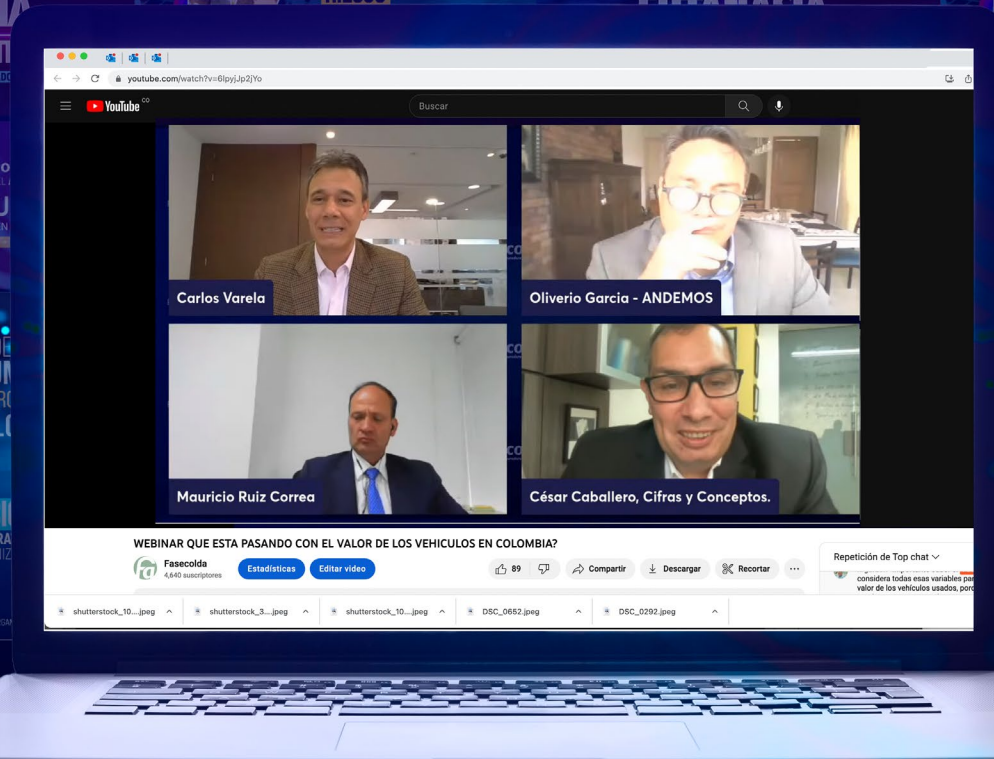 youtube.com/watch?v=6lpyjJp2jYo
YouTube CO
Buscar
Carlos Varela
Oliverio Garcia - ANDEMOS
Mauricio Ruiz Correa
César Caballero, Cifras y Conceptos.
WEBINAR QUE ESTA PASANDO CON EL VALOR DE LOS VEHICULOS EN COLOMBIA?
Fasecolda
4,640 suscriptores
Estadísticas
Editar video
89
Compartir
Descargar
Recortar
Repetición de Top chat
considera todas esas variables
valor de los vehículos usados,
shutterstock_10....jpeg
shutterstock_3....jpeg
shutterstock_10....jpeg
DSC_0652.jpeg
DSC_0292.jpeg